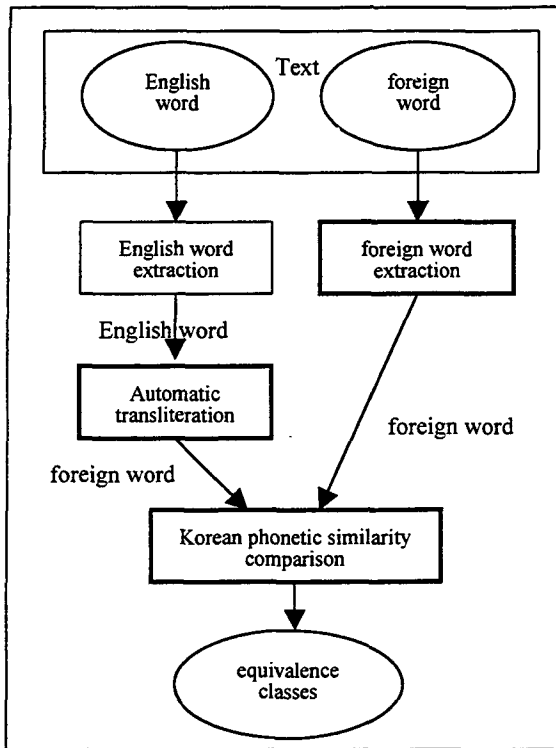 Text
English
word
foreign
word
English word
extraction
foreign word
extraction
English word
Automatic
transliteration
foreign word
foreign word
Korean phonetic similarity
comparison
equivalence
classes